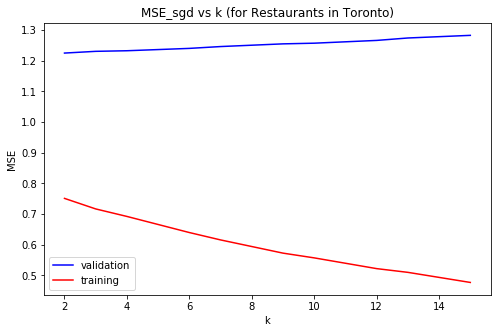 MSE_sgd vs k (for Restaurants in Toronto)
1.3
1.2
1.1
1.0
0.9
0.8
0.7
0.6
0.5
MSE
validation
training
2 4 6 8 10 12 14
k